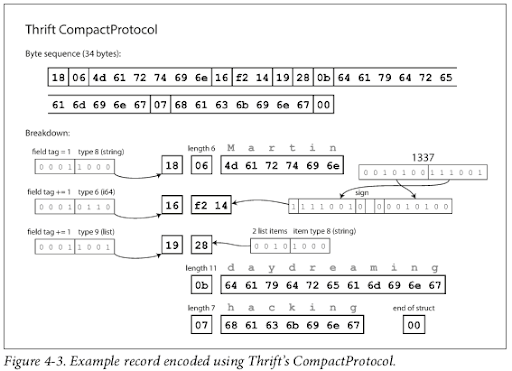 Thrift CompactProtocol
Byte sequence (34 bytes):
18 06 4d 61 72 74 69 6e 16 f2 14 19 28 0b 64 61 79 64 72 65
61 6d 69 6e 67 07 68 61 63 6b 69 6e 67 00
Breakdown:
field tag = 1 type 8 (string) length 6 M a r t i n
0 0 0 1 1 0 0 0 18 06 4d 61 72 74 69 6e
1337
0 0 1 0 1 0 0 1 1 1 0 0 1
field tag += 1 type 6 (i64) sign
0 0 0 1 0 1 1 0 16 f2 14 1 1 1 1 0 0 1 0 0 0 0 1 0 1 0 0
field tag += 1 type 9 (list) 2 list items item type 8 (string)
0 0 0 1 1 0 0 1 19 28 0 0 1 0 1 0 0 0
length 11 d a y d r e a m i n g
0b 64 61 79 64 72 65 61 6d 69 6e 67
length 7 h a c k i n g end of struct
07 68 61 63 6b 69 6e 67 00
Figure 4-3. Example record encoded using Thrift's CompactProtocol.